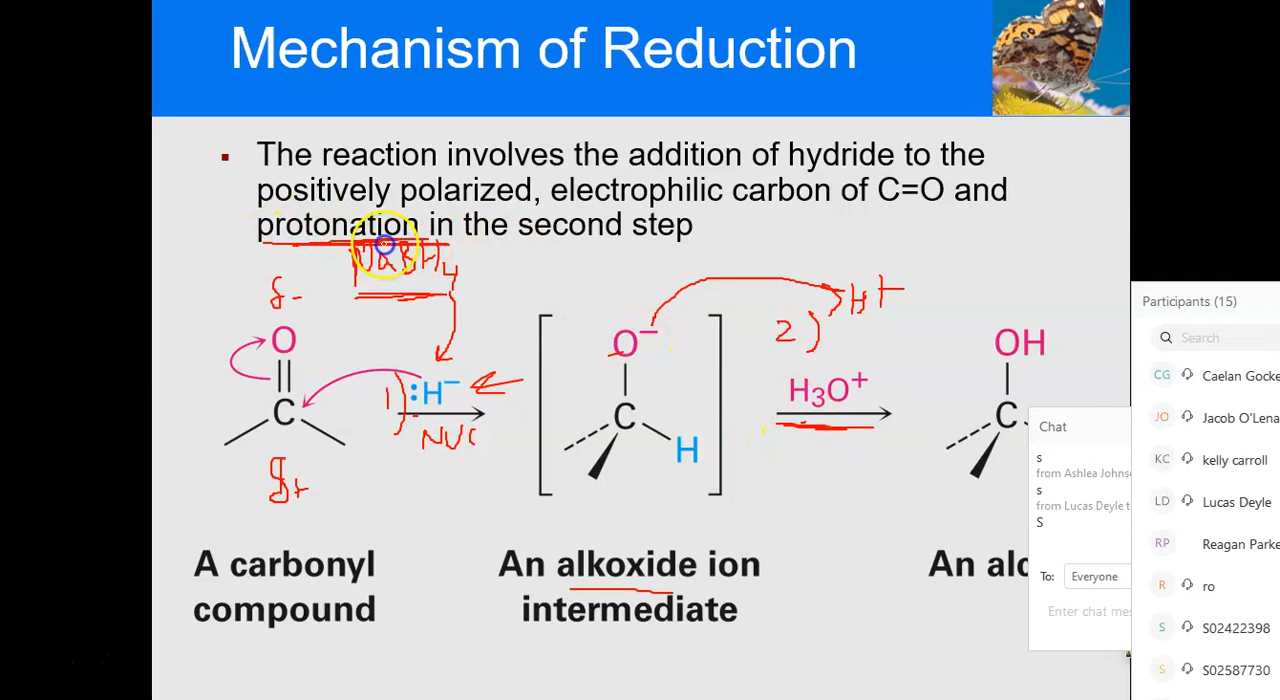 Mechanism of Reduction
▪ The reaction involves the addition of hydride to the
positively polarized, electrophilic carbon of C=O and
protonation in the second step
NaBH4
δ-
O
C
δ+
1)
:H⁻
NUC
O⁻
C
H
2)
H+
H₃O⁺
OH
C
A carbonyl
compound
An alkoxide ion
intermediate
An alc
Participants (15)
Search
CG Caelan Gocke
JO Jacob O'Lena
KC kelly carroll
LD Lucas Deyle
RP Reagan Parke
R ro
S S02422398
S S02587730
Chat
s
from Ashlea Johns
s
from Lucas Deyle t
S
To: Everyone
Enter chat mes